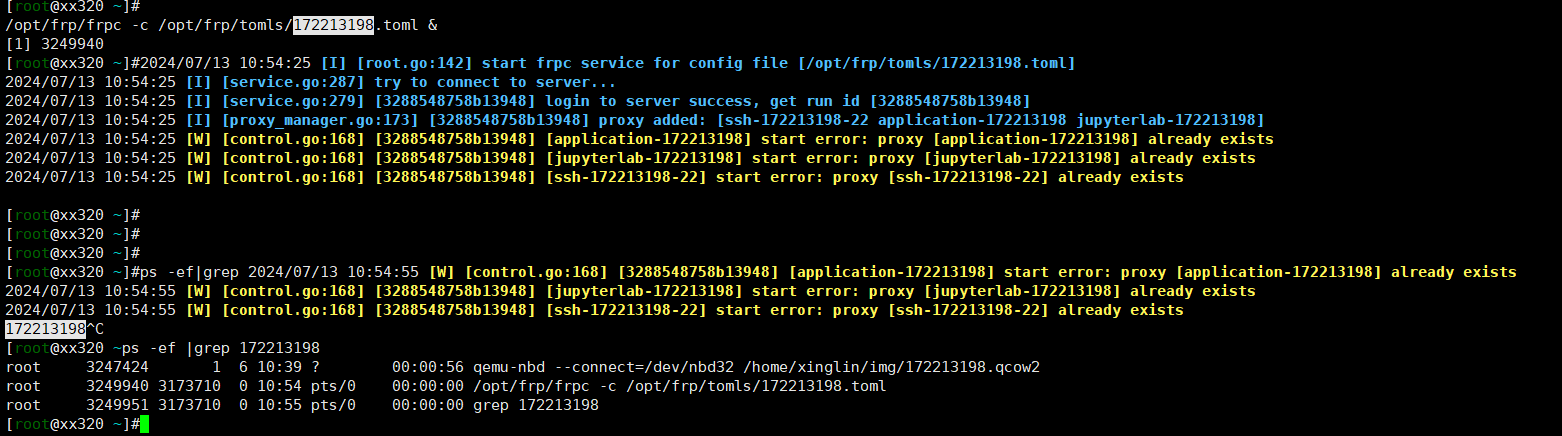 [root@xx320 ~]#
/opt/frp/frpc -c /opt/frp/tomls/172213198.toml &
[1] 3249940
[root@xx320 ~]#2024/07/13 10:54:25 [I] [root.go:142] start frpc service for config file [/opt/frp/tomls/172213198.toml]
2024/07/13 10:54:25 [I] [service.go:287] try to connect to server...
2024/07/13 10:54:25 [I] [service.go:279] [3288548758b13948] login to server success, get run id [3288548758b13948]
2024/07/13 10:54:25 [I] [proxy_manager.go:173] [3288548758b13948] proxy added: [ssh-172213198-22 application-172213198 jupyterlab-172213198]
2024/07/13 10:54:25 [W] [control.go:168] [3288548758b13948] [application-172213198] start error: proxy [application-172213198] already exists
2024/07/13 10:54:25 [W] [control.go:168] [3288548758b13948] [jupyterlab-172213198] start error: proxy [jupyterlab-172213198] already exists
2024/07/13 10:54:25 [W] [control.go:168] [3288548758b13948] [ssh-172213198-22] start error: proxy [ssh-172213198-22] already exists
[root@xx320 ~]#
[root@xx320 ~]#
[root@xx320 ~]#
[root@xx320 ~]#ps -ef|grep 2024/07/13 10:54:55 [W] [control.go:168] [3288548758b13948] [application-172213198] start error: proxy [application-172213198] already exists
2024/07/13 10:54:55 [W] [control.go:168] [3288548758b13948] [jupyterlab-172213198] start error: proxy [jupyterlab-172213198] already exists
2024/07/13 10:54:55 [W] [control.go:168] [3288548758b13948] [ssh-172213198-22] start error: proxy [ssh-172213198-22] already exists
172213198^C
[root@xx320 ~ps -ef |grep 172213198
root     3247424       1  6 10:39 ?        00:00:56 qemu-nbd --connect=/dev/nbd32 /home/xinglin/img/172213198.qcow2
root     3249940 3173710  0 10:54 pts/0    00:00:00 /opt/frp/frpc -c /opt/frp/tomls/172213198.toml
root     3249951 3173710  0 10:55 pts/0    00:00:00 grep 172213198
[root@xx320 ~]#